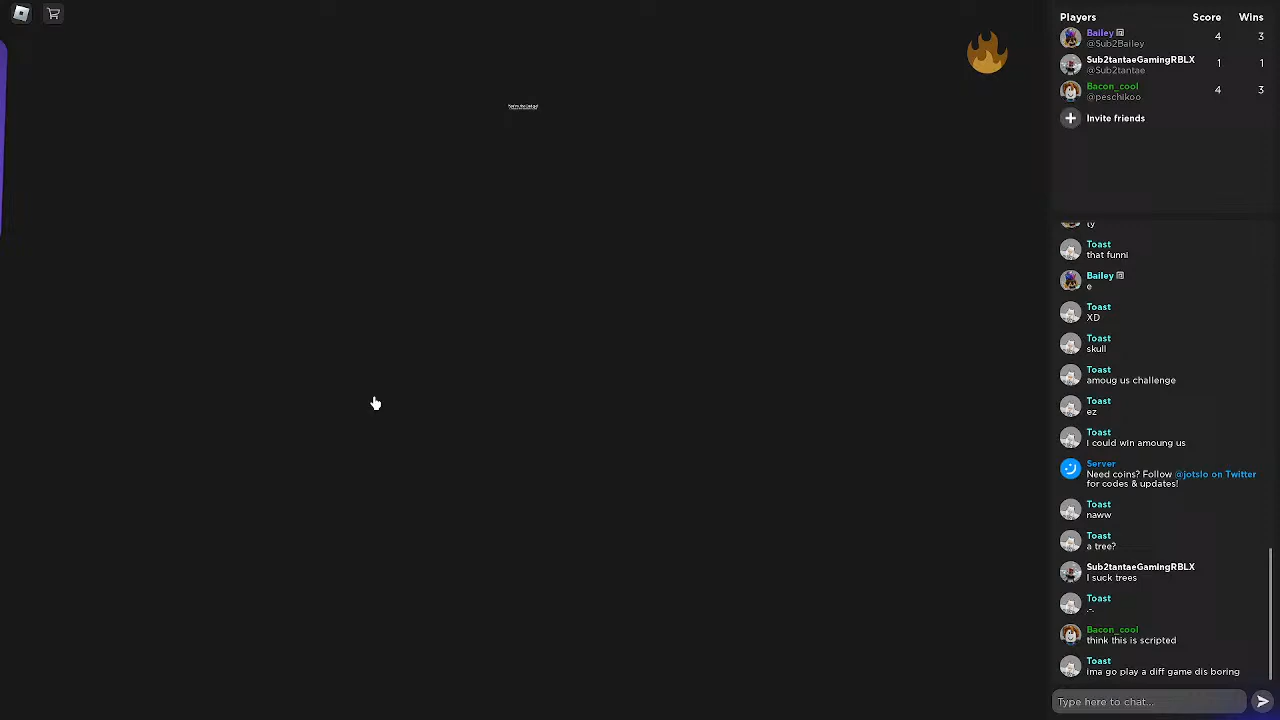 Players Score Wins
Bailey 4 3
@Sub2Bailey
Sub2tantaeGamingRBLX 1 1
@Sub2tantae
Bacon_cool 4 3
@peschikoo
Invite friends
ty
Toast
that funni
Bailey
e
Toast
XD
Toast
skull
Toast
amoug us challenge
Toast
ez
Toast
I could win amoung us
Server
Need coins? Follow @jotslo on Twitter
for codes & updates!
Toast
naww
Toast
a tree?
Sub2tantaeGamingRBLX
I suck trees
Toast
.-.
Bacon_cool
think this is scripted
Toast
ima go play a diff game dis boring
Type here to chat...